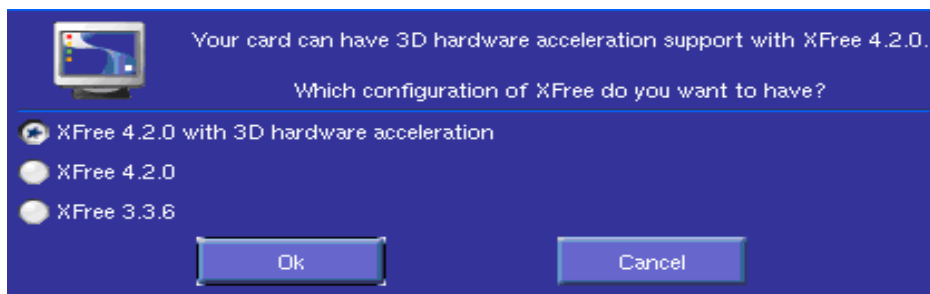 Your card can have 3D hardware acceleration support with XFree 4.2.0.
Which configuration of XFree do you want to have?
XFree 4.2.0 with 3D hardware acceleration
XFree 4.2.0
XFree 3.3.6
Ok Cancel